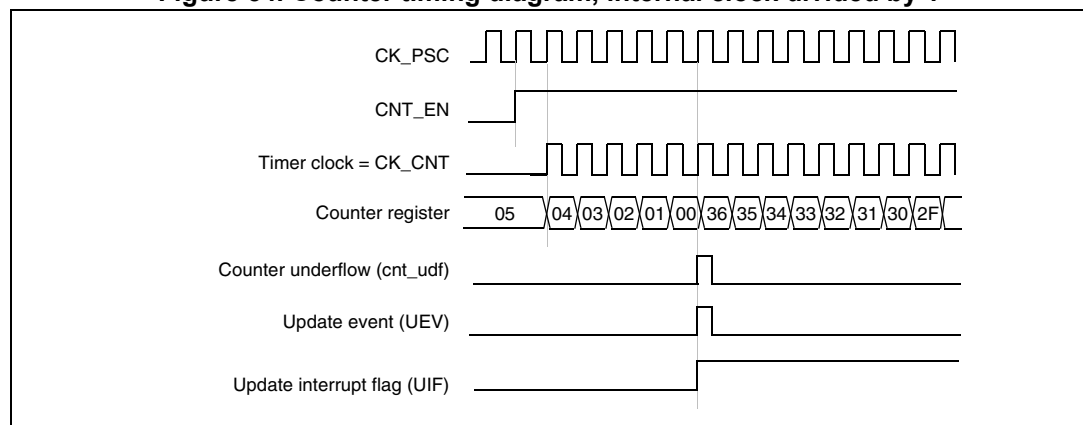 CK_PSC
CNT_EN
Timer clock = CK_CNT
Counter register 05 04 03 02 01 00 36 35 34 33 32 31 30 2F
Counter underflow (cnt_udf)
Update event (UEV)
Update interrupt flag (UIF)